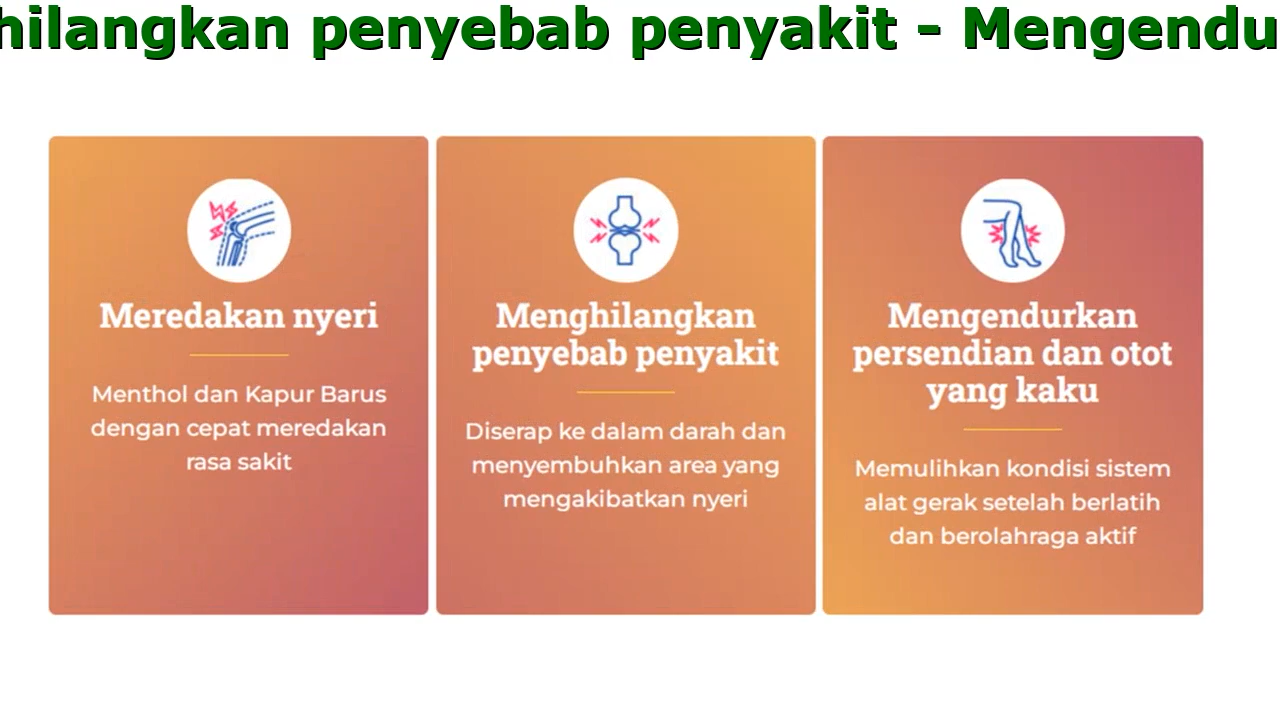 hilangkan penyebab penyakit - Mengendu
Meredakan nyeri
Menthol dan Kapur Barus
dengan cepat meredakan
rasa sakit
Menghilangkan
penyebab penyakit
Diserap ke dalam darah dan
menyembuhkan area yang
mengakibatkan nyeri
Mengendurkan
persendian dan otot
yang kaku
Memulihkan kondisi sistem
alat gerak setelah berlatih
dan berolahraga aktif